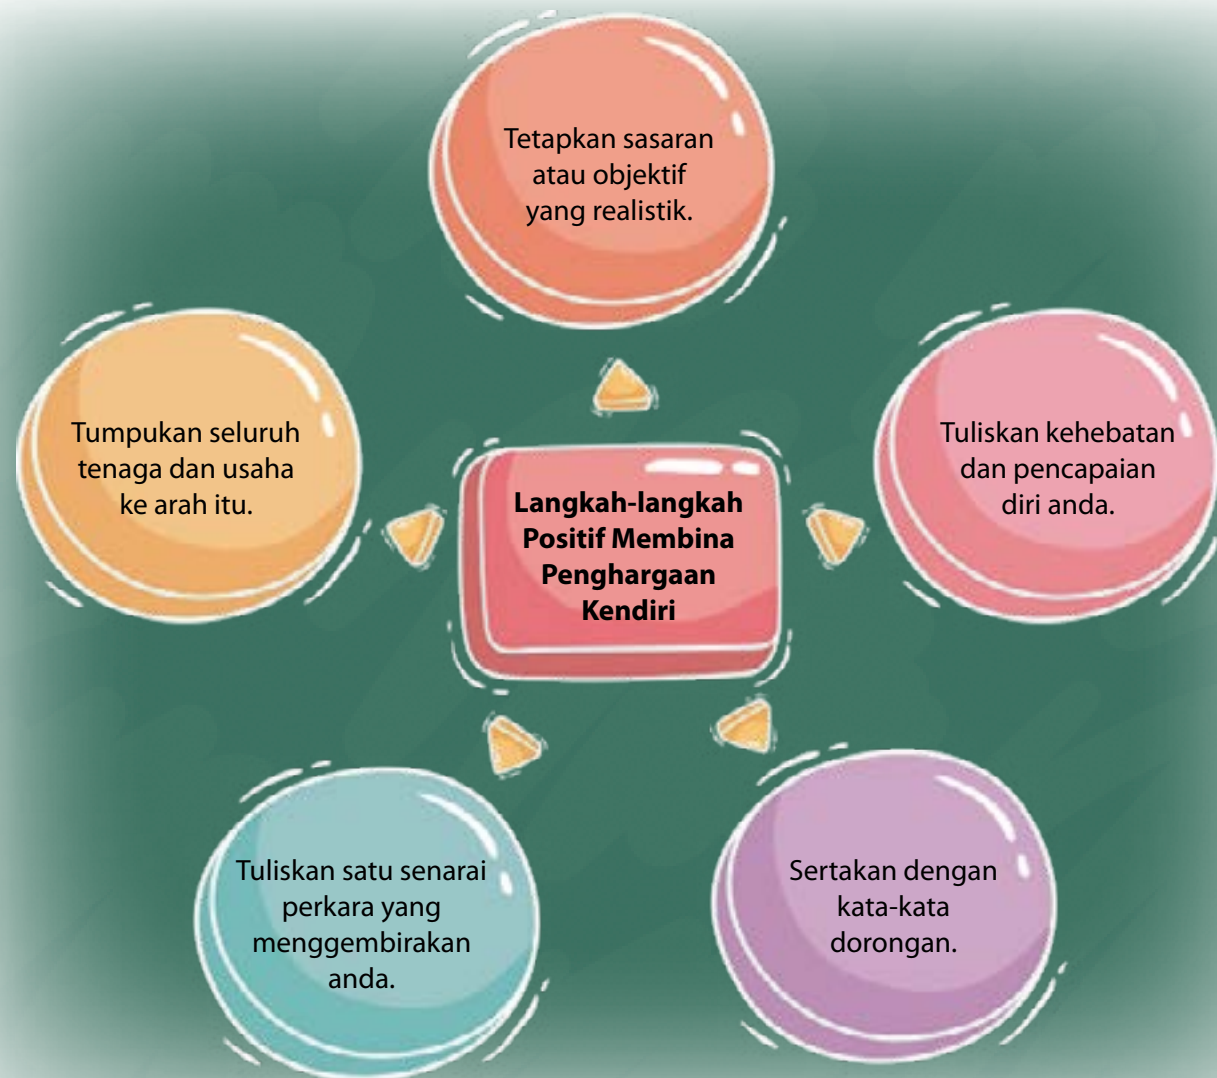 Tetapkan sasaran
atau objektif
yang realistik.
Tumpukan seluruh
tenaga dan usaha
ke arah itu.
Tuliskan kehebatan
dan pencapaian
diri anda.
Langkah-langkah
Positif Membina
Penghargaan
Kendiri
Tuliskan satu senarai
perkara yang
menggembirakan
anda.
Sertakan dengan
kata-kata
dorongan.